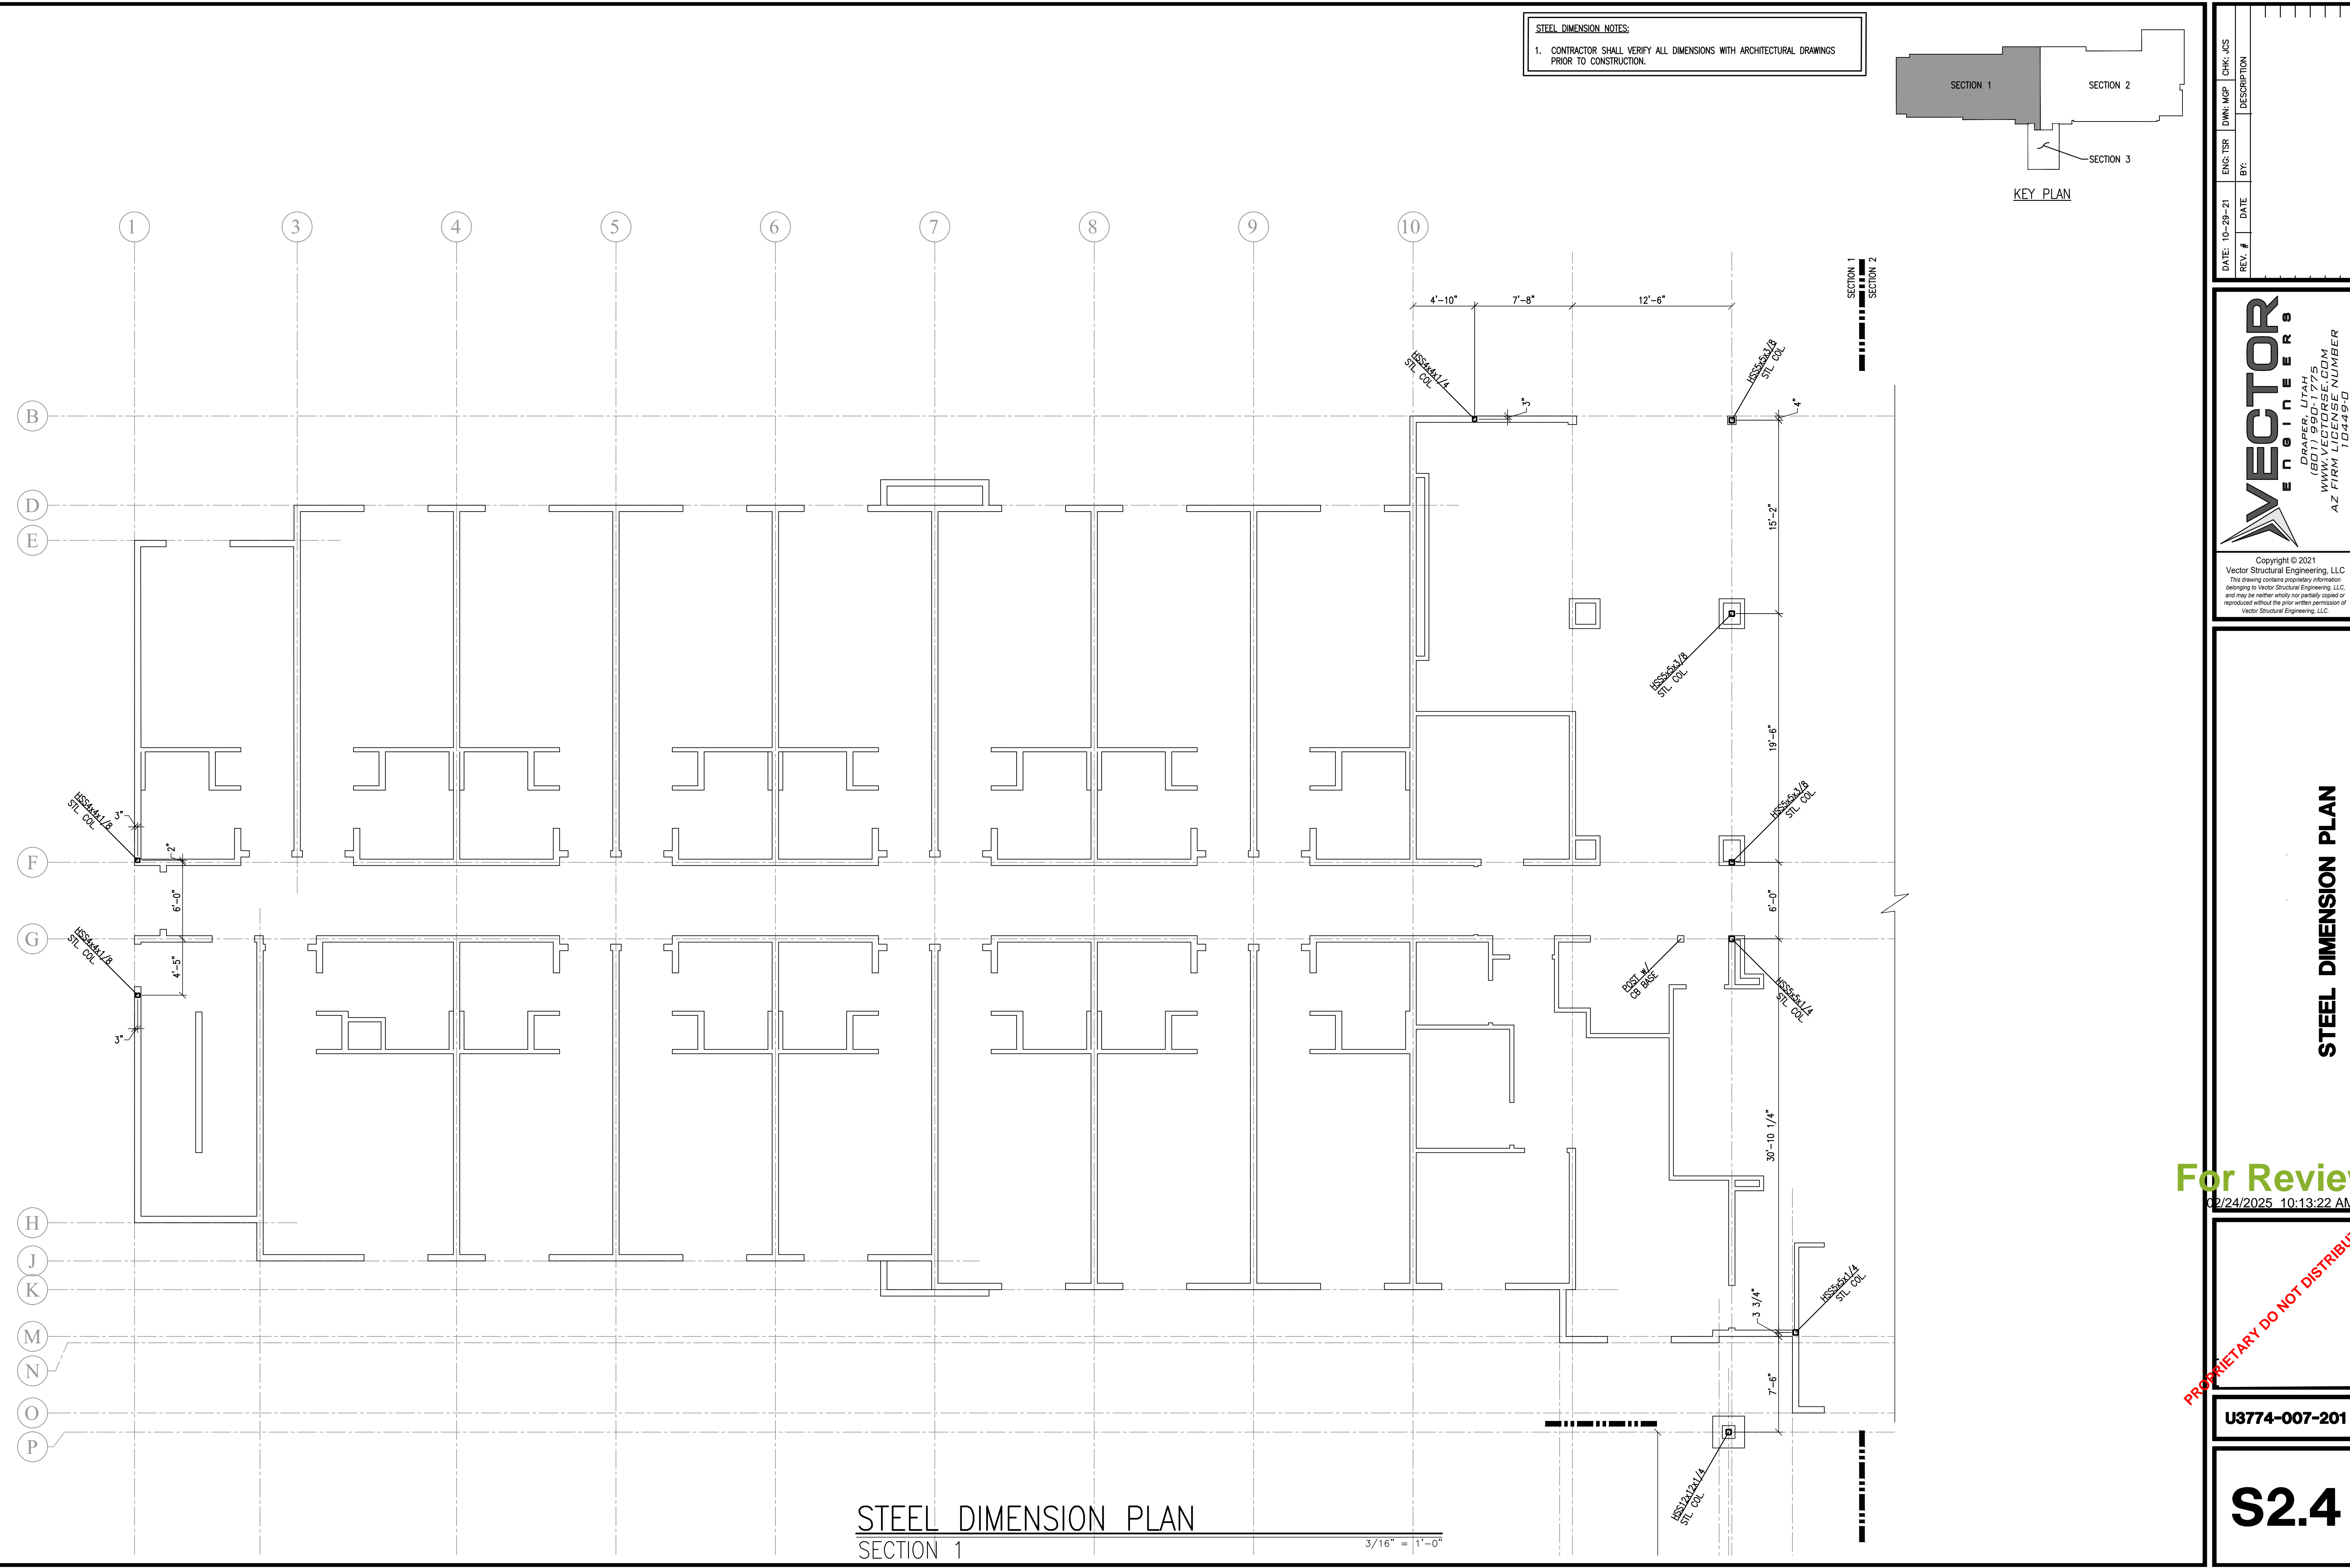 STEEL DIMENSION NOTES:
1. CONTRACTOR SHALL VERIFY ALL DIMENSIONS WITH ARCHITECTURAL DRAWINGS
PRIOR TO CONSTRUCTION.
SECTION 1
SECTION 2
SECTION 3
KEY PLAN
1
3
4
5
6
7
8
9
10
SECTION 1
SECTION 2
4'-10"
7'-8"
12'-6"
HSS4x4x1/4
STL. COL.
HSS5x5x3/8
STL. COL.
3"
4"
B
D
E
15'-2"
HSS5x5x3/8
STL. COL.
19'-6"
HSS4x4x1/8
STL. COL.
3"
2"
HSS5x5x3/8
STL. COL.
F
6'-0"
6'-0"
G
HSS4x4x1/8
STL. COL.
4'-5"
3"
POST w/
CB BASE
HSS5x5x1/4
STL. COL.
30'-10 1/4"
H
J
K
HSS5x5x1/4
STL. COL.
3 3/4"
M
N
7'-6"
O
P
HSS12x12x1/4
STL. COL.
STEEL DIMENSION PLAN
SECTION 1
3/16" = 1'-0"
DATE: 10-29-21
ENG: TSR
DWN: MGP
CHK: JCS
REV. #
DATE
BY:
DESCRIPTION
VECTOR
ENGINEERS
DRAPER, UTAH
(801) 990-1775
WWW.VECTORSE.COM
AZ FIRM LICENSE NUMBER
10449-0
Copyright © 2021
Vector Structural Engineering, LLC
This drawing contains proprietary information
belonging to Vector Structural Engineering, LLC,
and may be neither wholly nor partially copied or
reproduced without the prior written permission of
Vector Structural Engineering, LLC.
STEEL DIMENSION PLAN
For Review
02/24/2025 10:13:22 AM
PROPRIETARY DO NOT DISTRIBU
U3774-007-201
S2.4